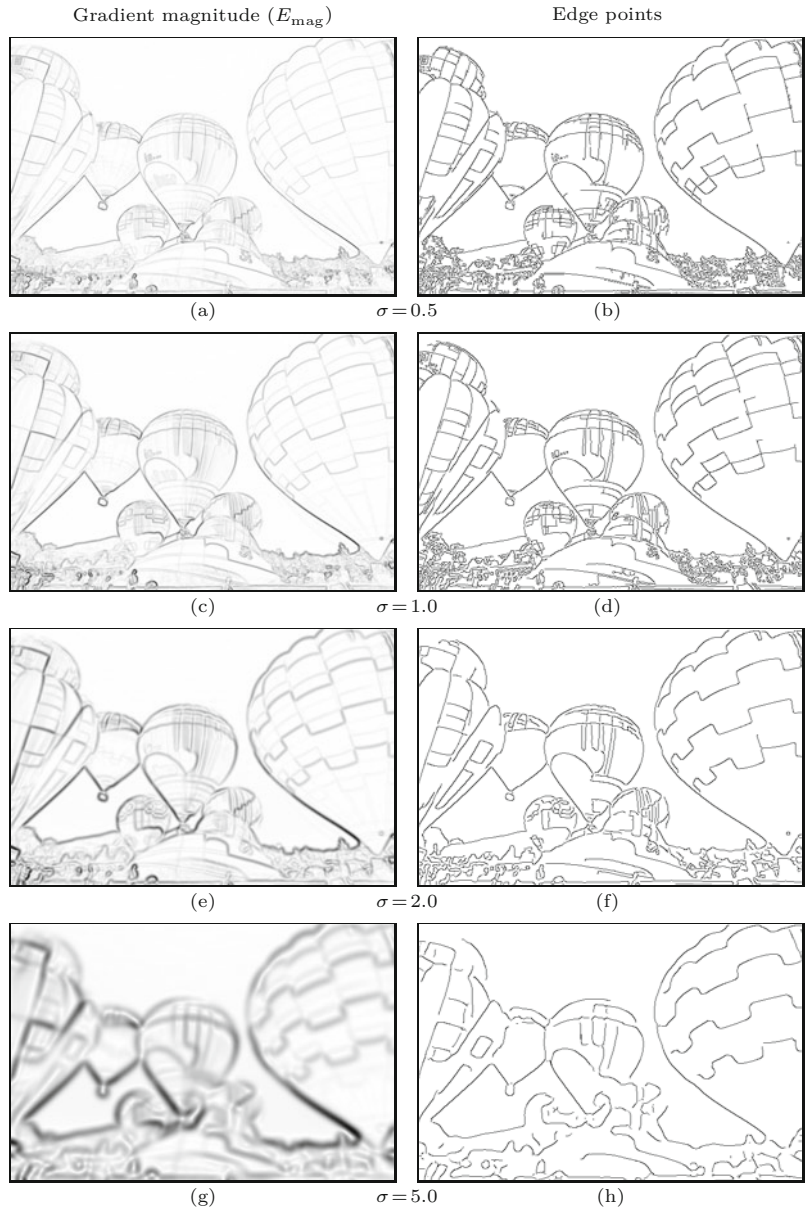 Gradient magnitude (E_mag) Edge points
(a) σ=0.5 (b)
(c) σ=1.0 (d)
(e) σ=2.0 (f)
(g) σ=5.0 (h)